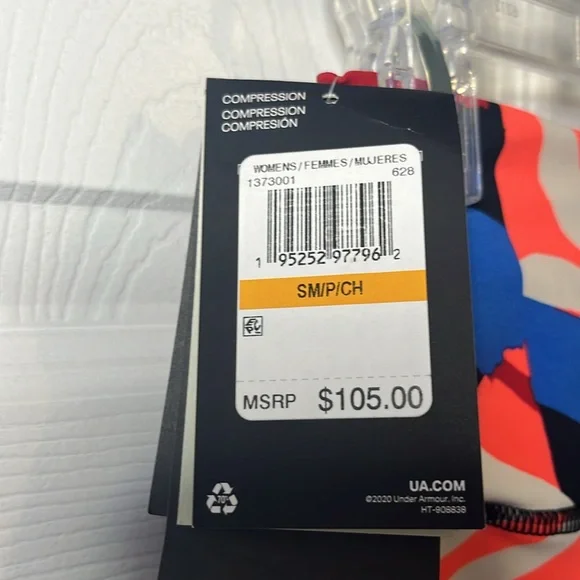 COMPRESSION
COMPRESSION
COMPRESIÓN
WOMENS/FEMMES/MUJERES
1373001 628
1 95252 97796 2
SM/P/CH
MSRP $105.00
70%
UA.COM
©2020 Under Armour, Inc.
HT-908838